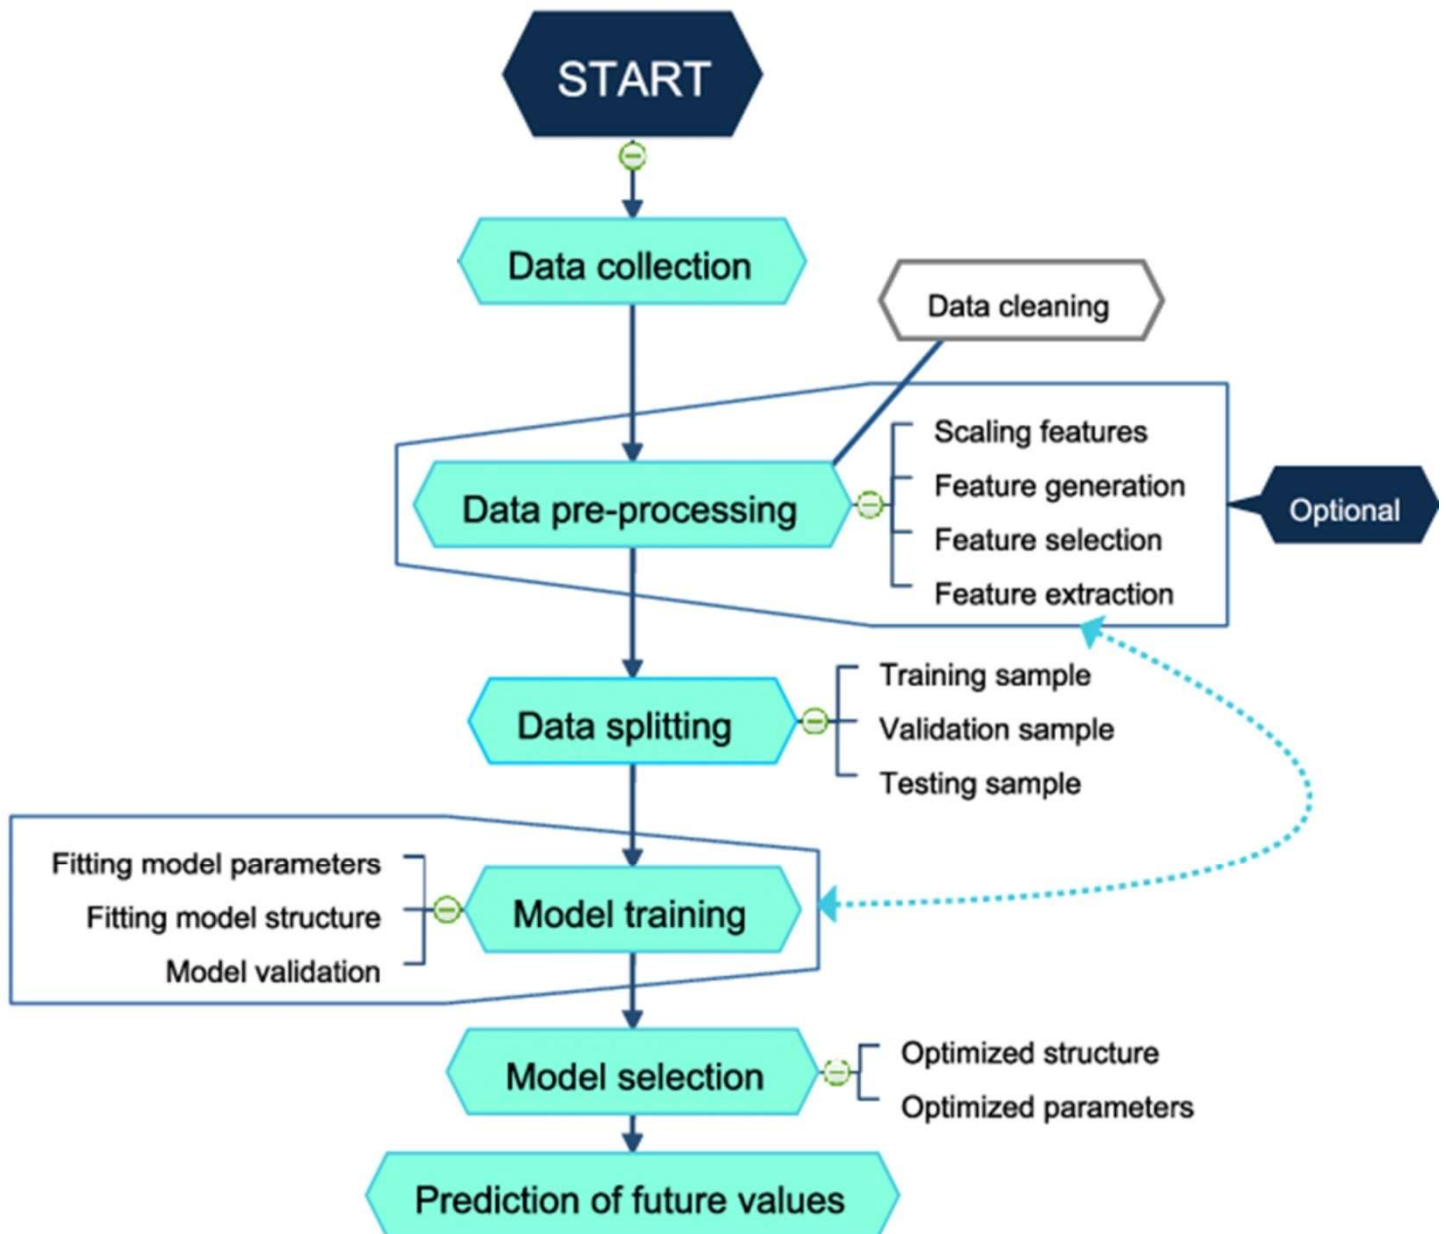 START
Data collection
Data cleaning
Data pre-processing
Scaling features
Feature generation
Feature selection
Feature extraction
Optional
Data splitting
Training sample
Validation sample
Testing sample
Fitting model parameters
Fitting model structure
Model validation
Model training
Model selection
Optimized structure
Optimized parameters
Prediction of future values